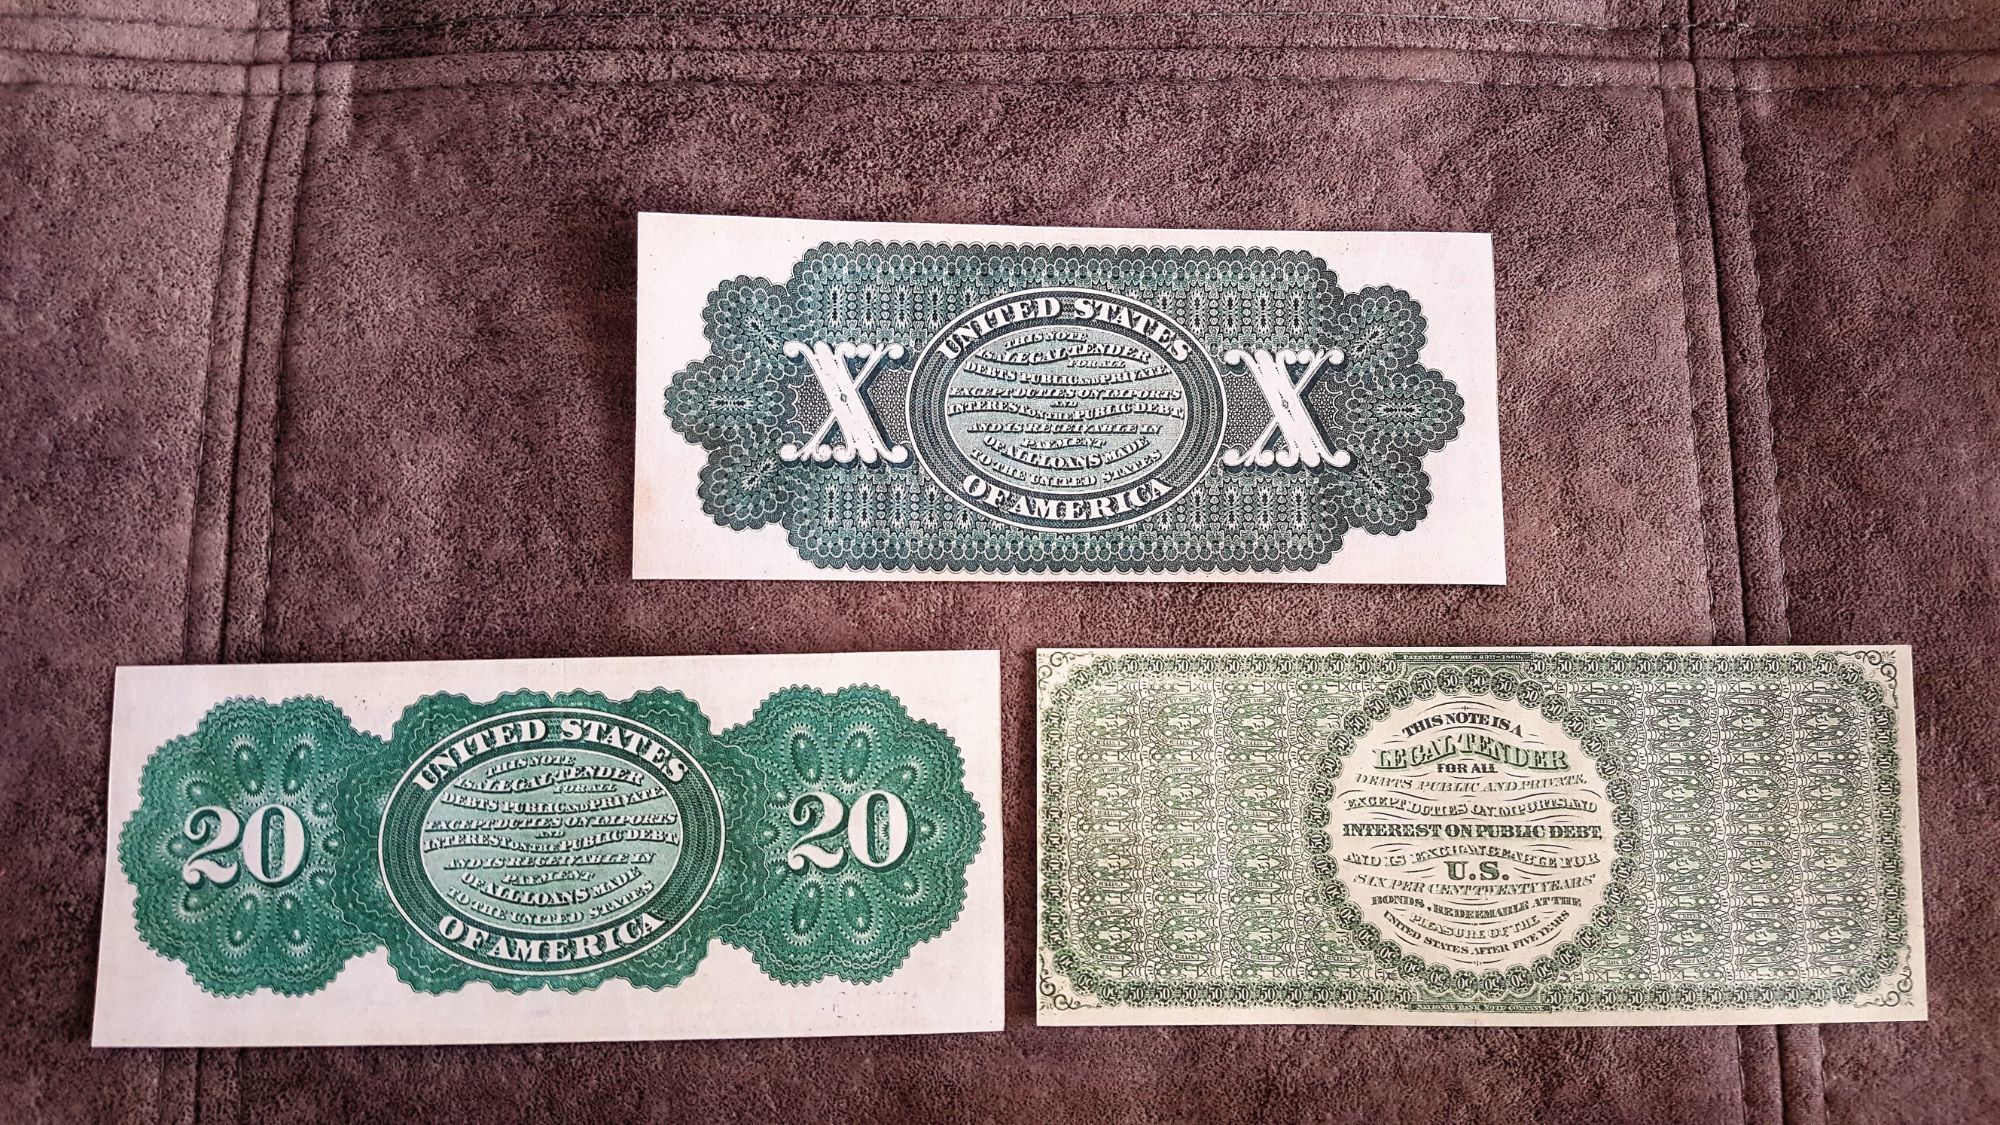 UNITED STATES
THIS NOTE
IS A LEGAL TENDER
FOR ALL
DEBTS PUBLIC AND PRIVATE,
EXCEPT DUTIES ON IMPORTS
AND
INTEREST ON THE PUBLIC DEBT,
AND IS RECEIVABLE IN
PAYMENT
OF ALL LOANS MADE
TO THE UNITED STATES
OF AMERICA
X
X
UNITED STATES
THIS NOTE
IS A LEGAL TENDER
FOR ALL
DEBTS PUBLIC AND PRIVATE,
EXCEPT DUTIES ON IMPORTS
AND
INTEREST ON THE PUBLIC DEBT,
AND IS RECEIVABLE IN
PAYMENT
OF ALL LOANS MADE
TO THE UNITED STATES
OF AMERICA
20
20
THIS NOTE IS A
LEGAL TENDER
FOR ALL
DEBTS PUBLIC AND PRIVATE,
EXCEPT DUTIES ON IMPORTS AND
INTEREST ON PUBLIC DEBT,
AND IS EXCHANGEABLE FOR
U.S.
SIX PER CENT TWENTY YEARS'
BONDS, REDEEMABLE AT THE
PLEASURE OF THE
UNITED STATES AFTER FIVE YEARS
NATIONAL BANK NOTE COMPANY